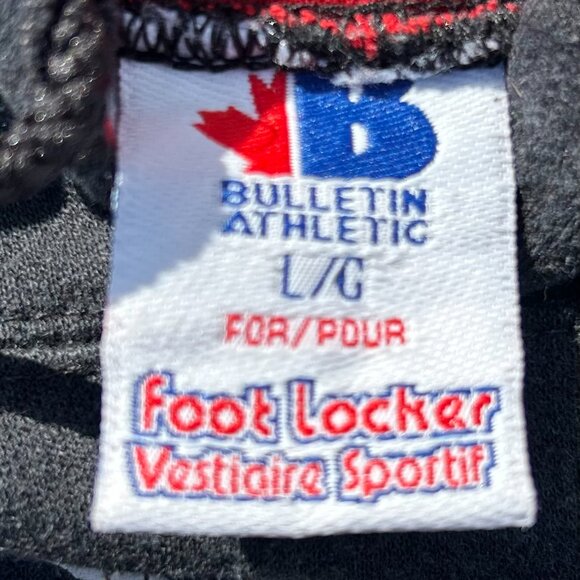 B
BULLETIN
ATHLETIC
L/G
FOR/POUR
Foot Locker
Vestiaire Sportif